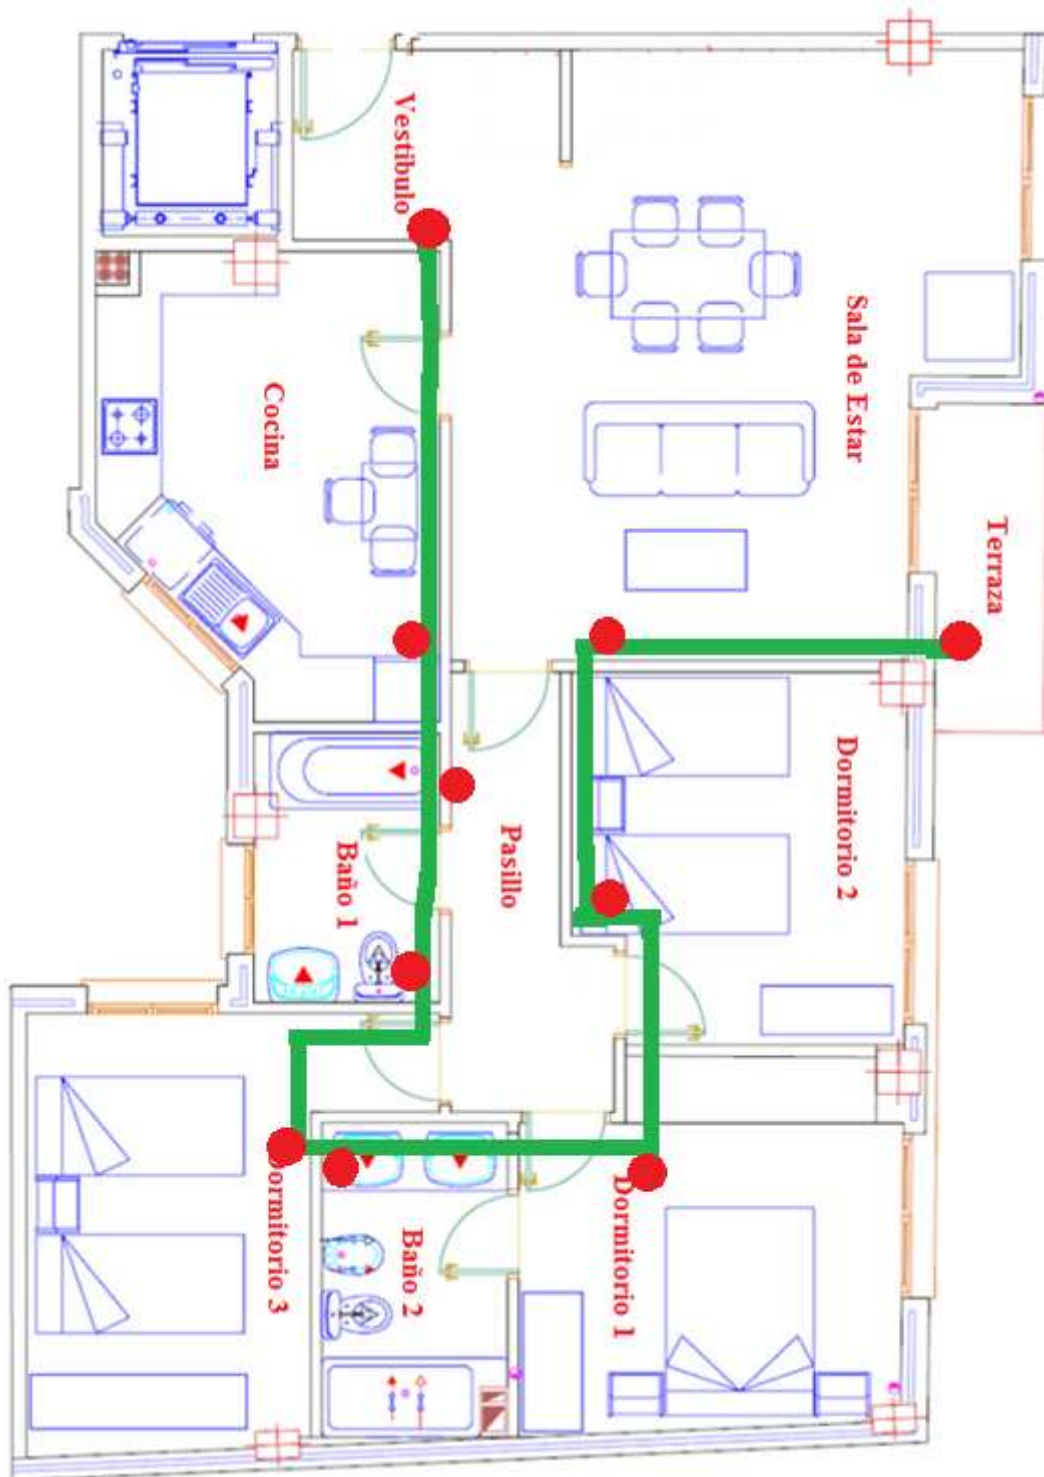 Vestíbulo
Cocina
Sala de Estar
Terraza
Dormitorio 2
Pasillo
Baño 1
Dormitorio 3
Baño 2
Dormitorio 1